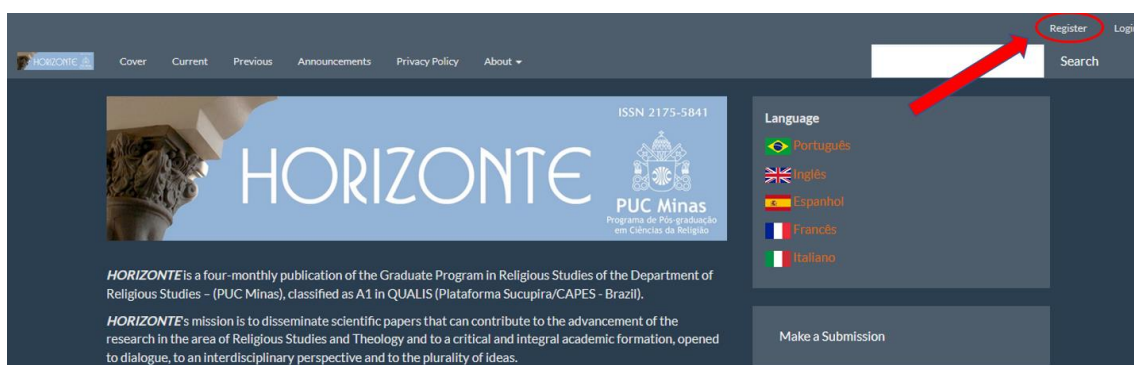 Register Login
HORIZONTE
Cover Current Previous Announcements Privacy Policy About
Search
ISSN 2175-5841
HORIZONTE
PUC Minas
Programa de Pós-graduação
em Ciências da Religião
Language
Português
Inglês
Espanhol
Francês
Italiano
HORIZONTE is a four-monthly publication of the Graduate Program in Religious Studies of the Department of
Religious Studies – (PUC Minas), classified as A1 in QUALIS (Plataforma Sucupira/CAPES - Brazil).
HORIZONTE's mission is to disseminate scientific papers that can contribute to the advancement of the
research in the area of Religious Studies and Theology and to a critical and integral academic formation, opened
to dialogue, to an interdisciplinary perspective and to the plurality of ideas.
Make a Submission